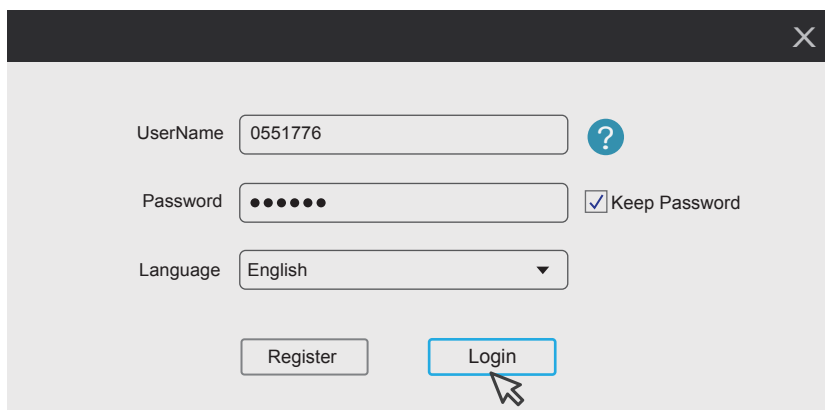 UserName 0551776 ?
Password ●●●●●● Keep Password
Language English
Register Login